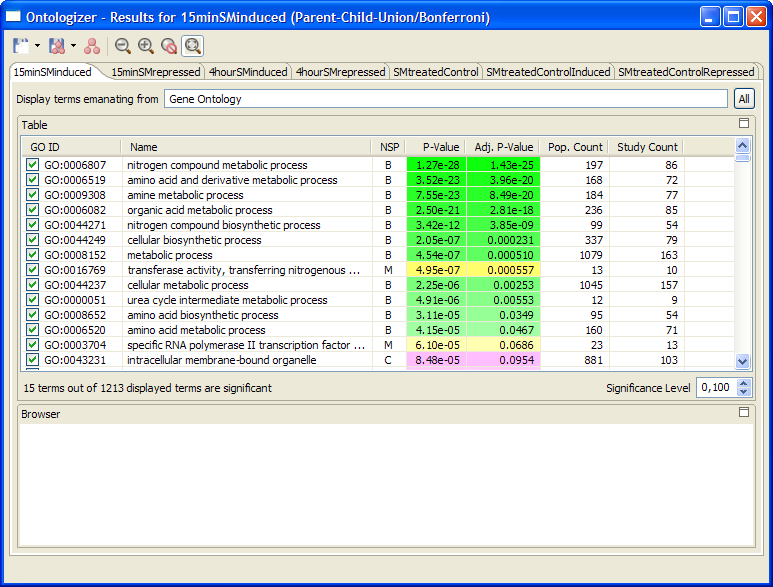 Ontologizer - Results for 15minSMinduced (Parent-Child-Union/Bonferroni)
15minSMinduced 15minSMrepressed 4hourSMinduced 4hourSMrepressed SMtreatedControl SMtreatedControlInduced SMtreatedControlRepressed
Display terms emanating from Gene Ontology All
Table
GO ID Name NSP P-Value Adj. P-Value Pop. Count Study Count
GO:0006807 nitrogen compound metabolic process B 1.27e-28 1.43e-25 197 86
GO:0006519 amino acid and derivative metabolic process B 3.52e-23 3.96e-20 168 72
GO:0009308 amine metabolic process B 7.55e-23 8.49e-20 184 77
GO:0006082 organic acid metabolic process B 2.50e-21 2.81e-18 236 85
GO:0044271 nitrogen compound biosynthetic process B 3.42e-12 3.85e-09 99 54
GO:0044249 cellular biosynthetic process B 2.05e-07 0.000231 337 79
GO:0008152 metabolic process B 4.54e-07 0.000510 1079 163
GO:0016769 transferase activity, transferring nitrogenous ... M 4.95e-07 0.000557 13 10
GO:0044237 cellular metabolic process B 2.25e-06 0.00253 1045 157
GO:0000051 urea cycle intermediate metabolic process B 4.91e-06 0.00553 12 9
GO:0008652 amino acid biosynthetic process B 3.11e-05 0.0349 95 54
GO:0006520 amino acid metabolic process B 4.15e-05 0.0467 160 71
GO:0003704 specific RNA polymerase II transcription factor ... M 6.10e-05 0.0686 23 13
GO:0043231 intracellular membrane-bound organelle C 8.48e-05 0.0954 881 103
15 terms out of 1213 displayed terms are significant Significance Level 0,100
Browser